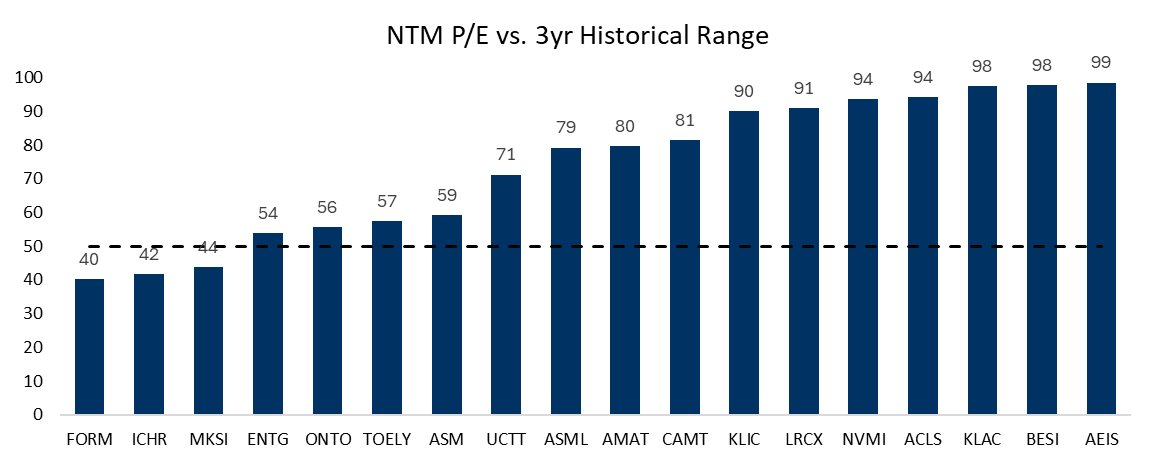 NTM P/E vs. 3yr Historical Range
100
90
80
70
60
50
40
30
20
10
0
40
42
44
54
56
57
59
71
79
80
81
90
91
94
94
98
98
99
FORM
ICHR
MKSI
ENTG
ONTO
TOELY
ASM
UCTT
ASML
AMAT
CAMT
KLIC
LRCX
NVMI
ACLS
KLAC
BESI
AEIS